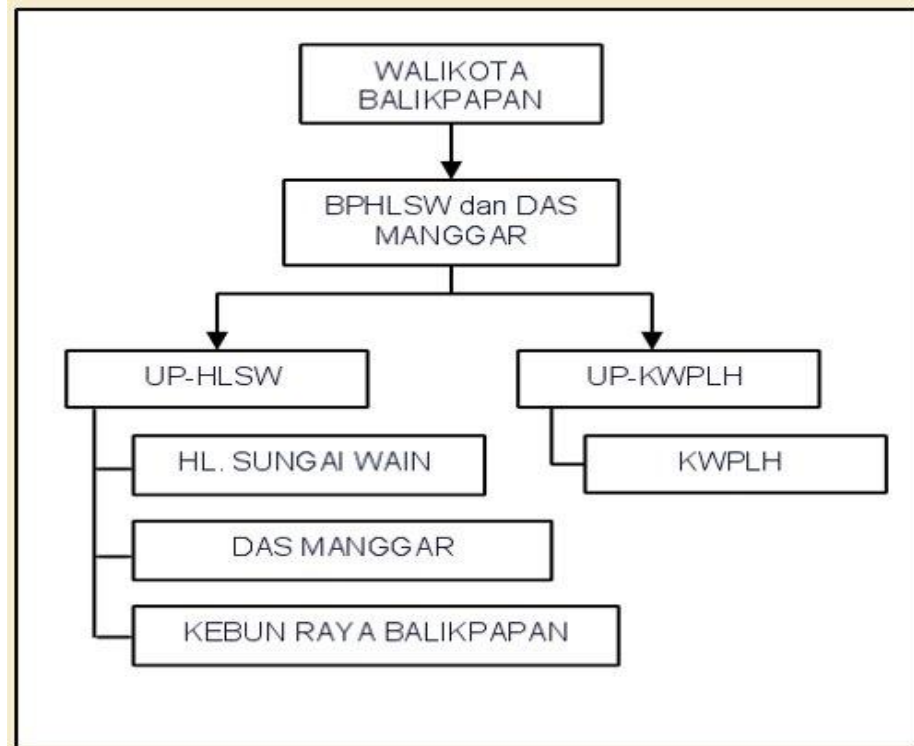 WALIKOTA
BALIKPAPAN
BPHLSW dan DAS
MANGGAR
UP-HLSW
UP-KWPLH
HL. SUNGAI WAIN
KWPLH
DAS MANGGAR
KEBUN RAYA BALIKPAPAN